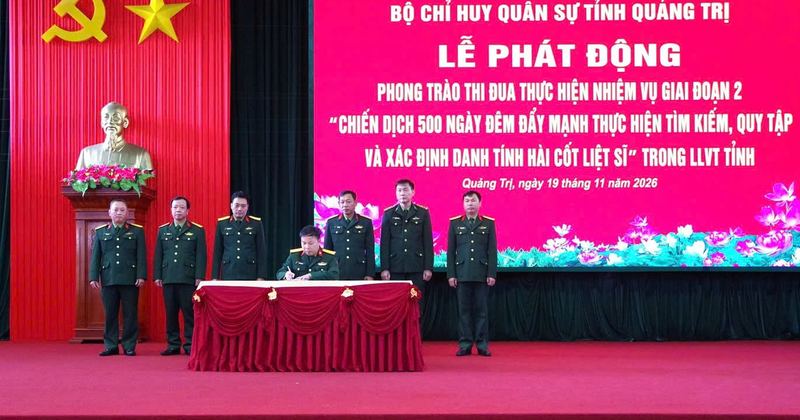 BỘ CHỈ HUY QUÂN SỰ TỈNH QUẢNG TRỊ
LỄ PHÁT ĐỘNG
PHONG TRÀO THI ĐUA THỰC HIỆN NHIỆM VỤ GIAI ĐOẠN 2
“CHIẾN DỊCH 500 NGÀY ĐÊM ĐẨY MẠNH THỰC HIỆN TÌM KIẾM, QUY TẬP
VÀ XÁC ĐỊNH DANH TÍNH HÀI CỐT LIỆT SĨ” TRONG LLVT TỈNH
Quảng Trị, ngày 19 tháng 11 năm 2026